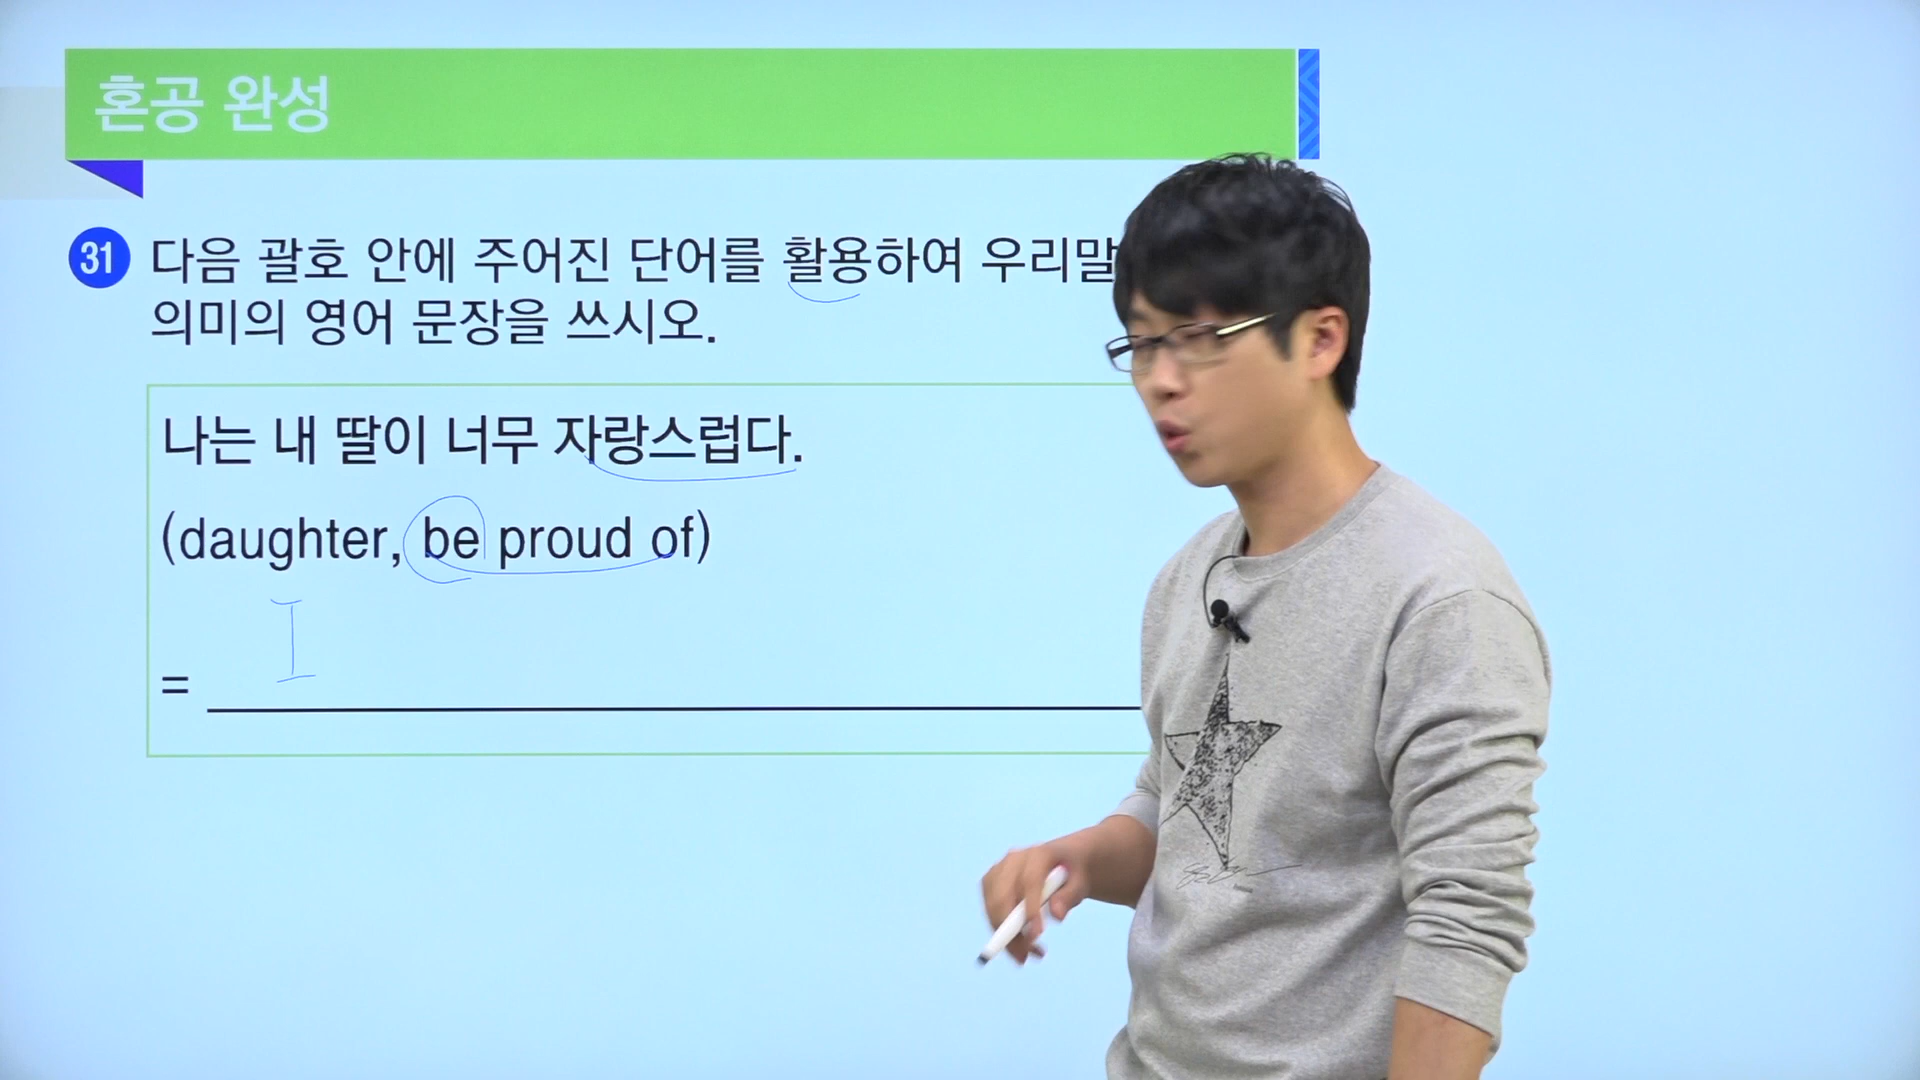 혼공 완성
31 다음 괄호 안에 주어진 단어를 활용하여 우리말
의미의 영어 문장을 쓰시오.
나는 내 딸이 너무 자랑스럽다.
(daughter, be proud of)
I
=